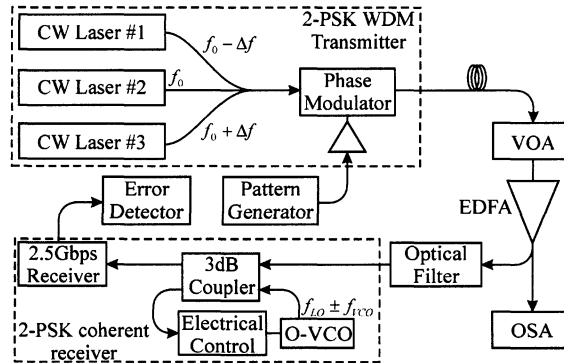 CW Laser #1
CW Laser #2
CW Laser #3
f₀ − Δf
f₀
f₀ + Δf
2-PSK WDM
Transmitter
Phase
Modulator
VOA
EDFA
Error
Detector
Pattern
Generator
2.5Gbps
Receiver
3dB
Coupler
Optical
Filter
f_LO ± f_VCO
Electrical
Control
O-VCO
OSA
2-PSK coherent
receiver